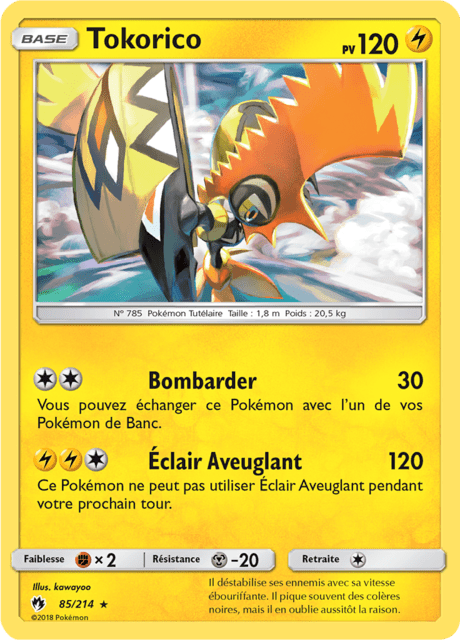 BASE Tokorico PV 120
N° 785 Pokémon Tutélaire Taille : 1,8 m Poids : 20,5 kg
Bombarder 30
Vous pouvez échanger ce Pokémon avec l'un de vos
Pokémon de Banc.
Éclair Aveuglant 120
Ce Pokémon ne peut pas utiliser Éclair Aveuglant pendant
votre prochain tour.
Faiblesse × 2 Résistance -20 Retraite
Illus. kawayoo
85/214 ★
©2018 Pokémon
Il déstabilise ses ennemis avec sa vitesse
ébouriffante. Il pique souvent des colères
noires, mais il en oublie aussitôt la raison.